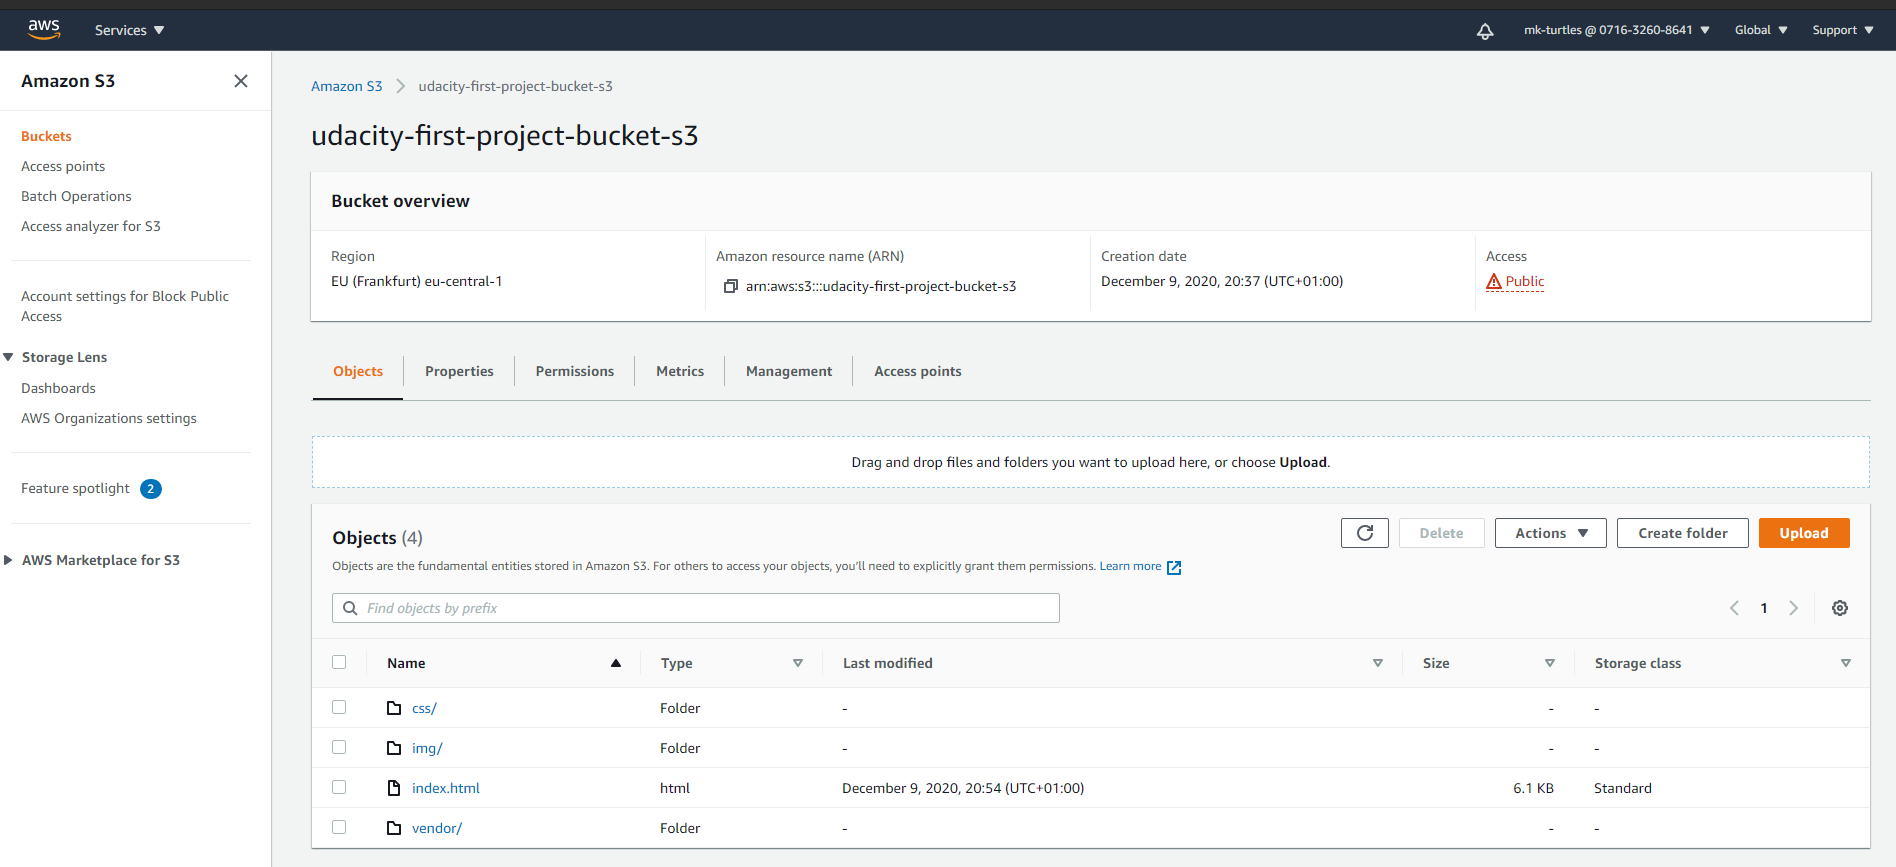 aws Services mk-turtles @ 0716-3260-8641 Global Support
Amazon S3
Buckets
Access points
Batch Operations
Access analyzer for S3
Account settings for Block Public
Access
Storage Lens
Dashboards
AWS Organizations settings
Feature spotlight 2
AWS Marketplace for S3
Amazon S3 udacity-first-project-bucket-s3
udacity-first-project-bucket-s3
Bucket overview
Region
EU (Frankfurt) eu-central-1
Amazon resource name (ARN)
arn:aws:s3:::udacity-first-project-bucket-s3
Creation date
December 9, 2020, 20:37 (UTC+01:00)
Access
Public
Objects Properties Permissions Metrics Management Access points
Drag and drop files and folders you want to upload here, or choose Upload.
Objects (4)
Delete Actions Create folder Upload
Objects are the fundamental entities stored in Amazon S3. For others to access your objects, you'll need to explicitly grant them permissions. Learn more
Find objects by prefix
1
Name Type Last modified Size Storage class
css/ Folder - - -
img/ Folder - - -
index.html html December 9, 2020, 20:54 (UTC+01:00) 6.1 KB Standard
vendor/ Folder - - -